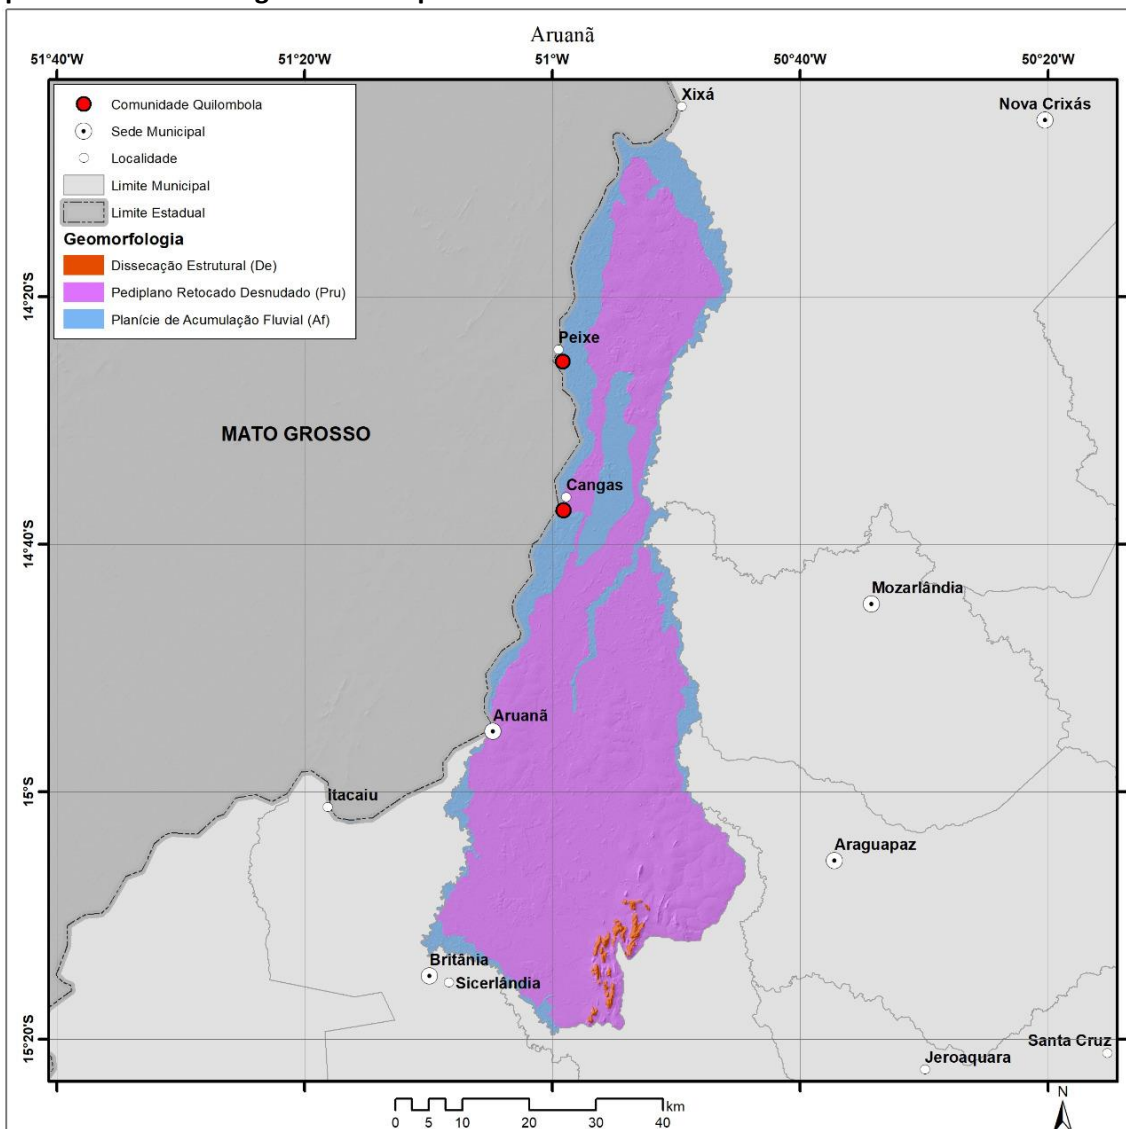 Aruanã
51°40'W 51°20'W 51°W 50°40'W 50°20'W
Comunidade Quilombola
Sede Municipal
Localidade
Limite Municipal
Limite Estadual
Geomorfologia
Dissecação Estrutural (De)
Pediplano Retocado Desnudado (Pru)
Planície de Acumulação Fluvial (Af)
Xixá
Nova Crixás
14°20'S
Peixe
MATO GROSSO
Cangas
14°40'S
Mozarlândia
Aruanã
15°S
Itacaiu
Araguapaz
Britânia
Sicerlândia
15°20'S
Santa Cruz
Jeroaquara
km
0 5 10 20 30 40
N